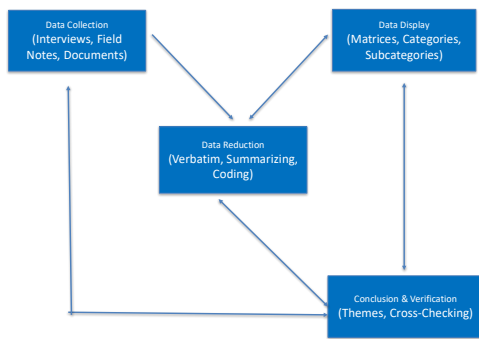 Data Collection
(Interviews, Field
Notes, Documents)
Data Display
(Matrices, Categories,
Subcategories)
Data Reduction
(Verbatim, Summarizing,
Coding)
Conclusion & Verification
(Themes, Cross-Checking)